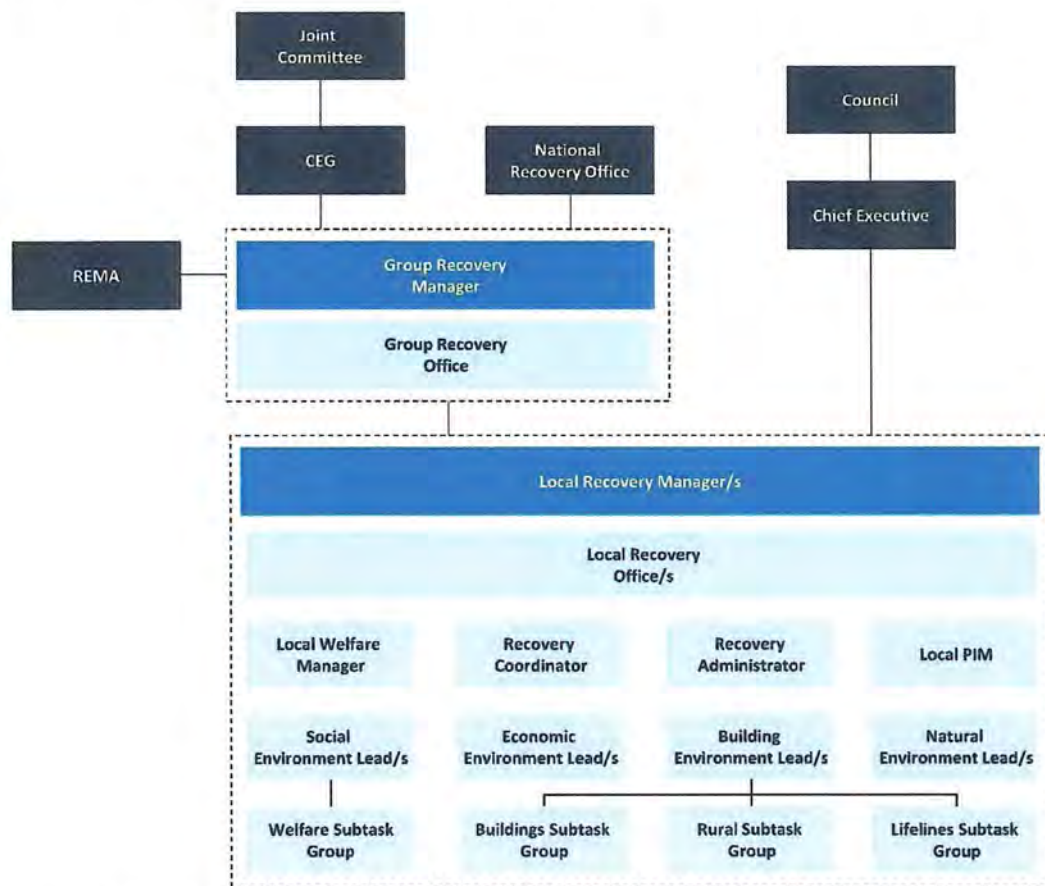 Joint
Committee
Council
CEG
National
Recovery Office
Chief Executive
REMA
Group Recovery
Manager
Group Recovery
Office
Local Recovery Manager/s
Local Recovery
Office/s
Local Welfare
Manager
Recovery
Coordinator
Recovery
Administrator
Local PIM
Social
Environment Lead/s
Economic
Environment Lead/s
Building
Environment Lead/s
Natural
Environment Lead/s
Welfare Subtask
Group
Buildings Subtask
Group
Rural Subtask
Group
Lifelines Subtask
Group